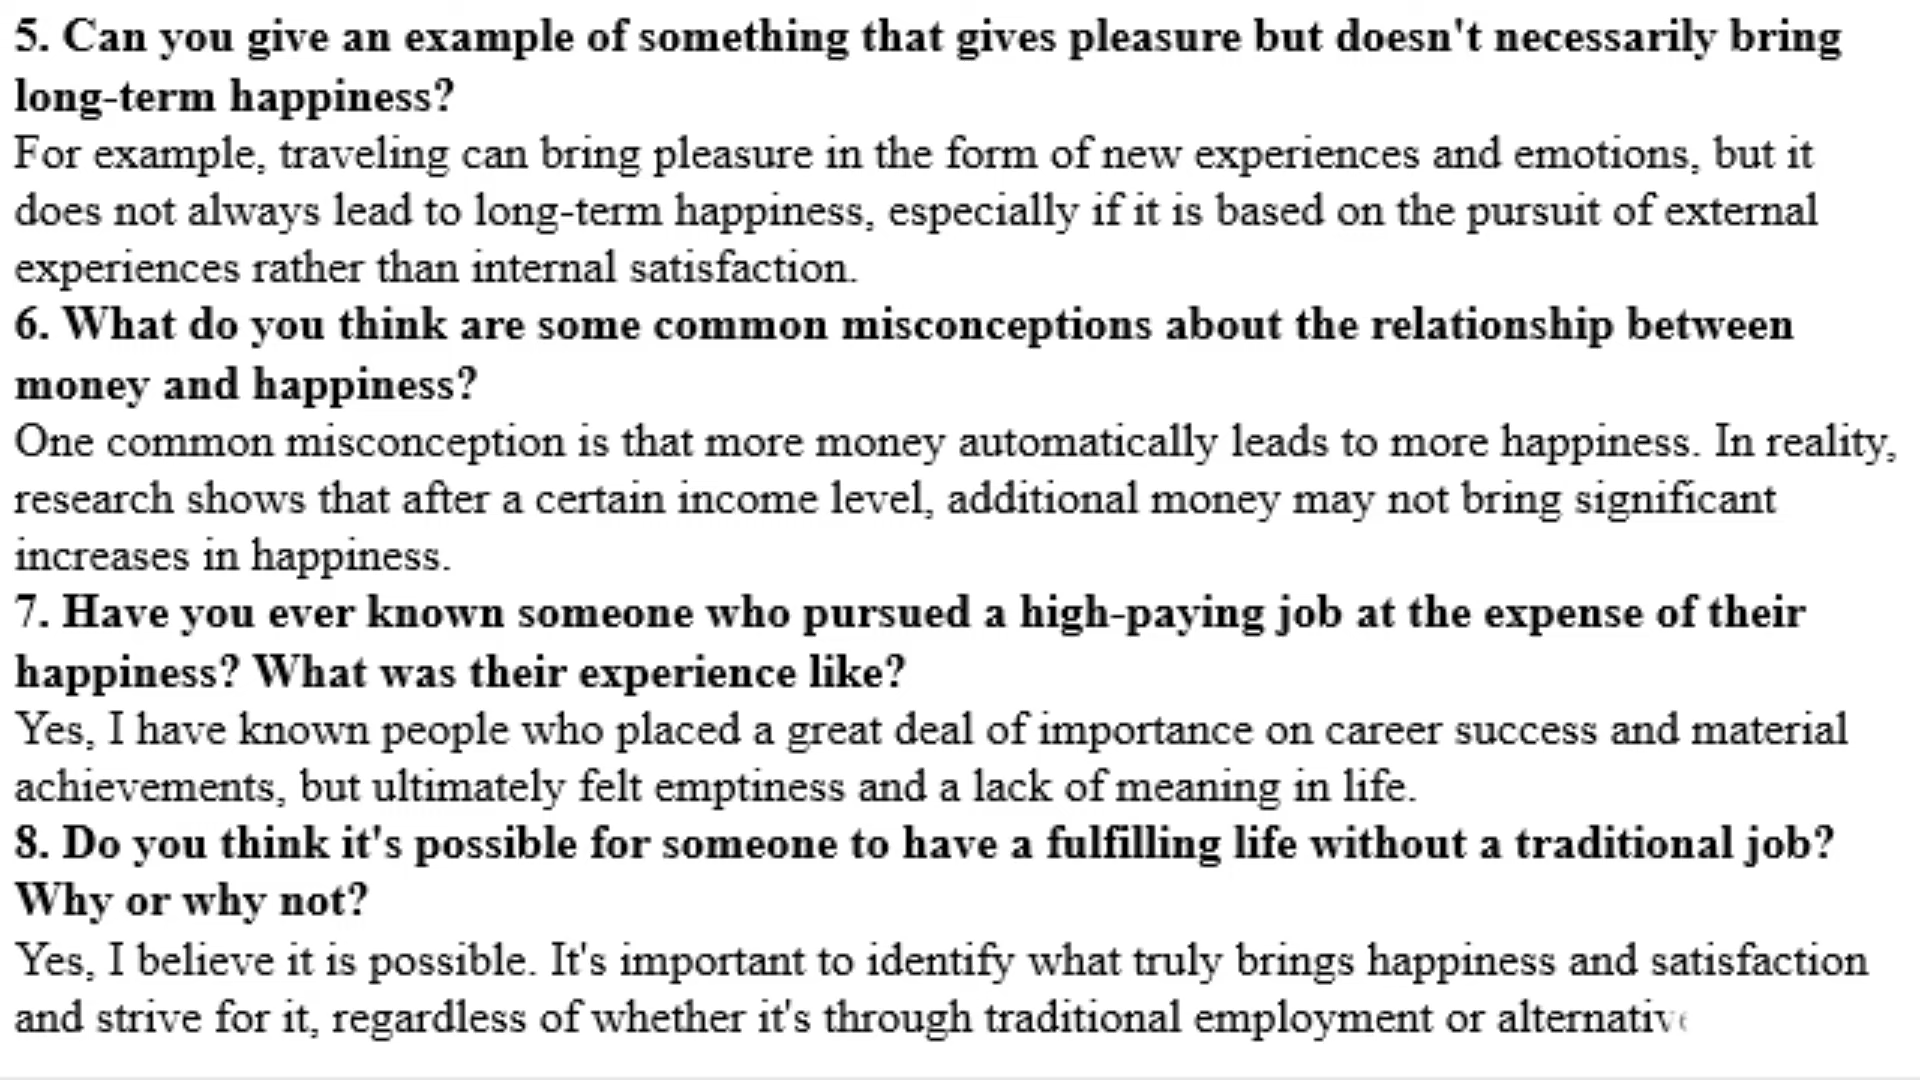 5. Can you give an example of something that gives pleasure but doesn't necessarily bring
long-term happiness?
For example, traveling can bring pleasure in the form of new experiences and emotions, but it
does not always lead to long-term happiness, especially if it is based on the pursuit of external
experiences rather than internal satisfaction.
6. What do you think are some common misconceptions about the relationship between
money and happiness?
One common misconception is that more money automatically leads to more happiness. In reality,
research shows that after a certain income level, additional money may not bring significant
increases in happiness.
7. Have you ever known someone who pursued a high-paying job at the expense of their
happiness? What was their experience like?
Yes, I have known people who placed a great deal of importance on career success and material
achievements, but ultimately felt emptiness and a lack of meaning in life.
8. Do you think it's possible for someone to have a fulfilling life without a traditional job?
Why or why not?
Yes, I believe it is possible. It's important to identify what truly brings happiness and satisfaction
and strive for it, regardless of whether it's through traditional employment or alternative